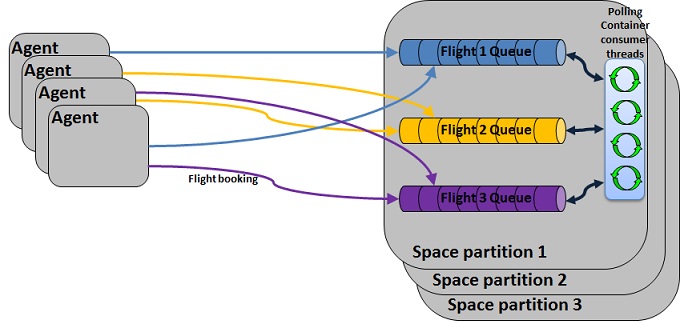 Agent
Agent
Agent
Agent
Flight booking
Flight 1 Queue
Flight 2 Queue
Flight 3 Queue
Polling
Container
consumer
threads
Space partition 1
Space partition 2
Space partition 3